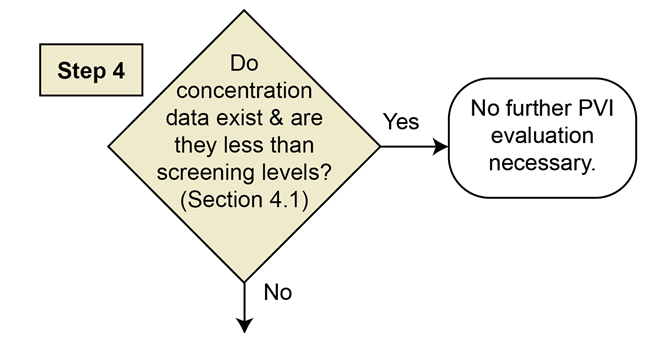 Step 4
Do
concentration
data exist & are
they less than
screening levels?
(Section 4.1)
Yes
No further PVI
evaluation
necessary.
No